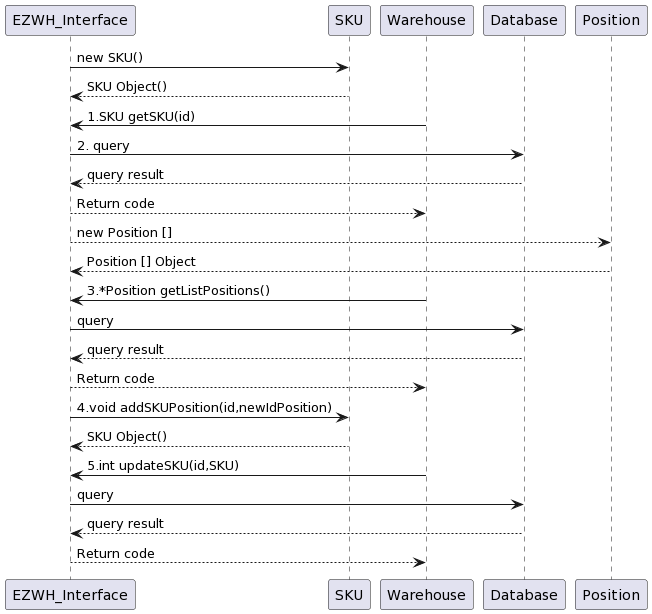 EZWH_Interface SKU Warehouse Database Position
new SKU()
SKU Object()
1.SKU getSKU(id)
2. query
query result
Return code
new Position []
Position [] Object
3.*Position getListPositions()
query
query result
Return code
4.void addSKUPosition(id,newIdPosition)
SKU Object()
5.int updateSKU(id,SKU)
query
query result
Return code
EZWH_Interface SKU Warehouse Database Position